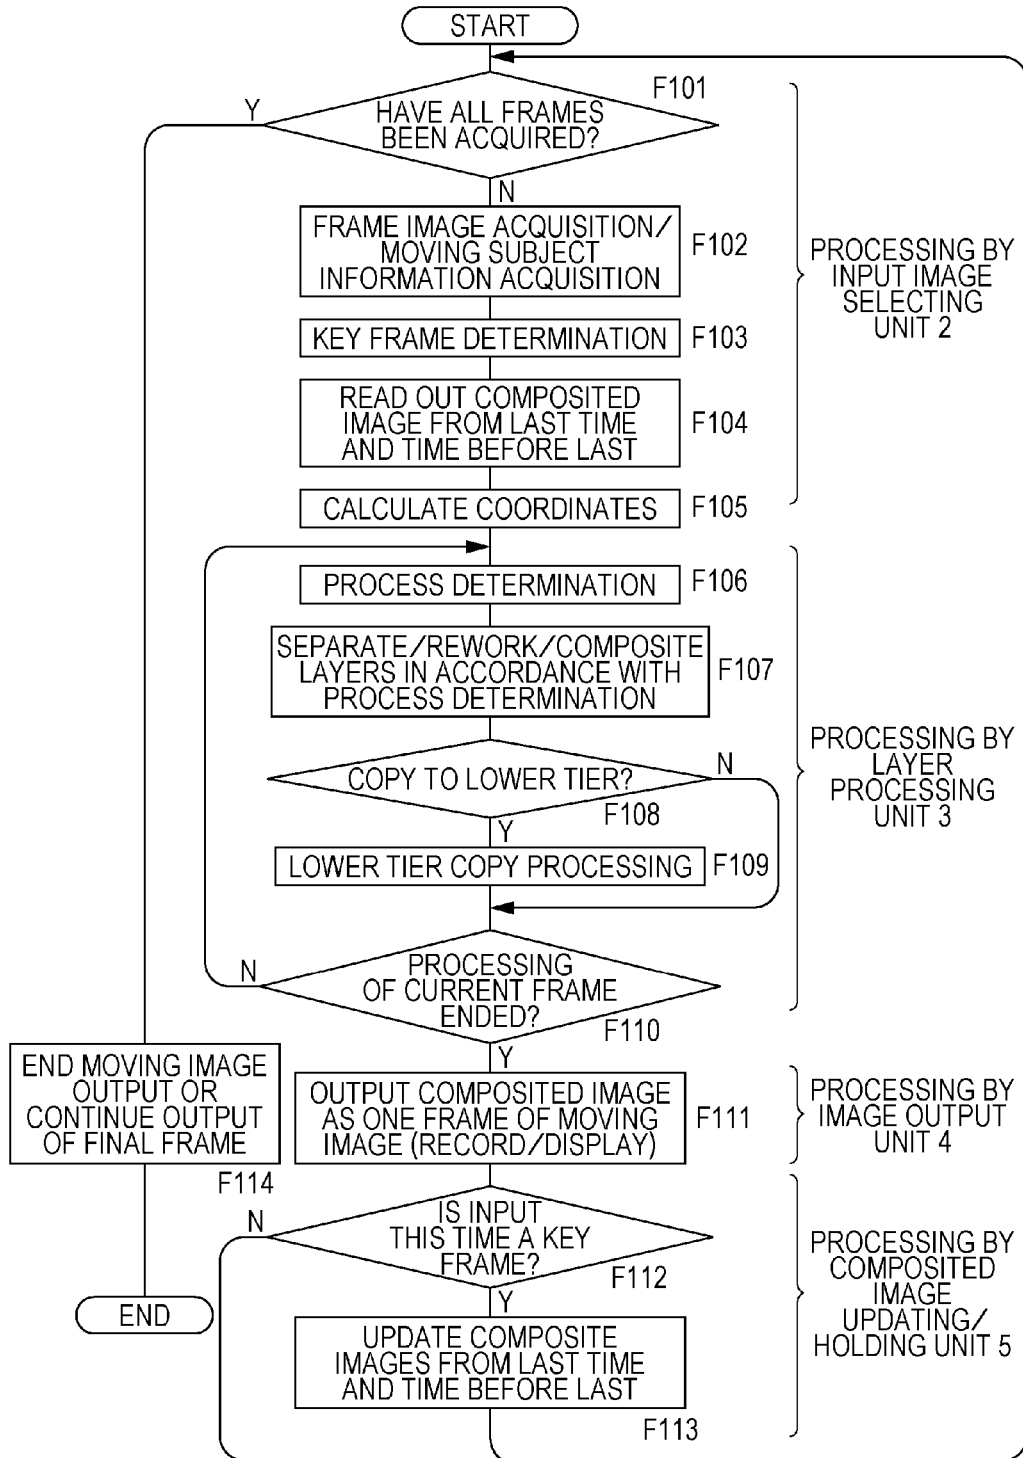 START
F101
Y
HAVE ALL FRAMES
BEEN ACQUIRED?
N
FRAME IMAGE ACQUISITION/
MOVING SUBJECT
INFORMATION ACQUISITION
F102
PROCESSING BY
INPUT IMAGE
SELECTING
UNIT 2
KEY FRAME DETERMINATION
F103
READ OUT COMPOSITED
IMAGE FROM LAST TIME
AND TIME BEFORE LAST
F104
CALCULATE COORDINATES
F105
PROCESS DETERMINATION
F106
SEPARATE/REWORK/COMPOSITE
LAYERS IN ACCORDANCE WITH
PROCESS DETERMINATION
F107
COPY TO LOWER TIER?
N
F108
Y
PROCESSING BY
LAYER
PROCESSING
UNIT 3
LOWER TIER COPY PROCESSING
F109
N
PROCESSING
OF CURRENT FRAME
ENDED?
F110
Y
END MOVING IMAGE
OUTPUT OR
CONTINUE OUTPUT
OF FINAL FRAME
F114
OUTPUT COMPOSITED IMAGE
AS ONE FRAME OF MOVING
IMAGE (RECORD/DISPLAY)
F111
PROCESSING BY
IMAGE OUTPUT
UNIT 4
N
IS INPUT
THIS TIME A KEY
FRAME?
F112
Y
PROCESSING BY
COMPOSITED
IMAGE
UPDATING/
HOLDING UNIT 5
END
UPDATE COMPOSITE
IMAGES FROM LAST TIME
AND TIME BEFORE LAST
F113